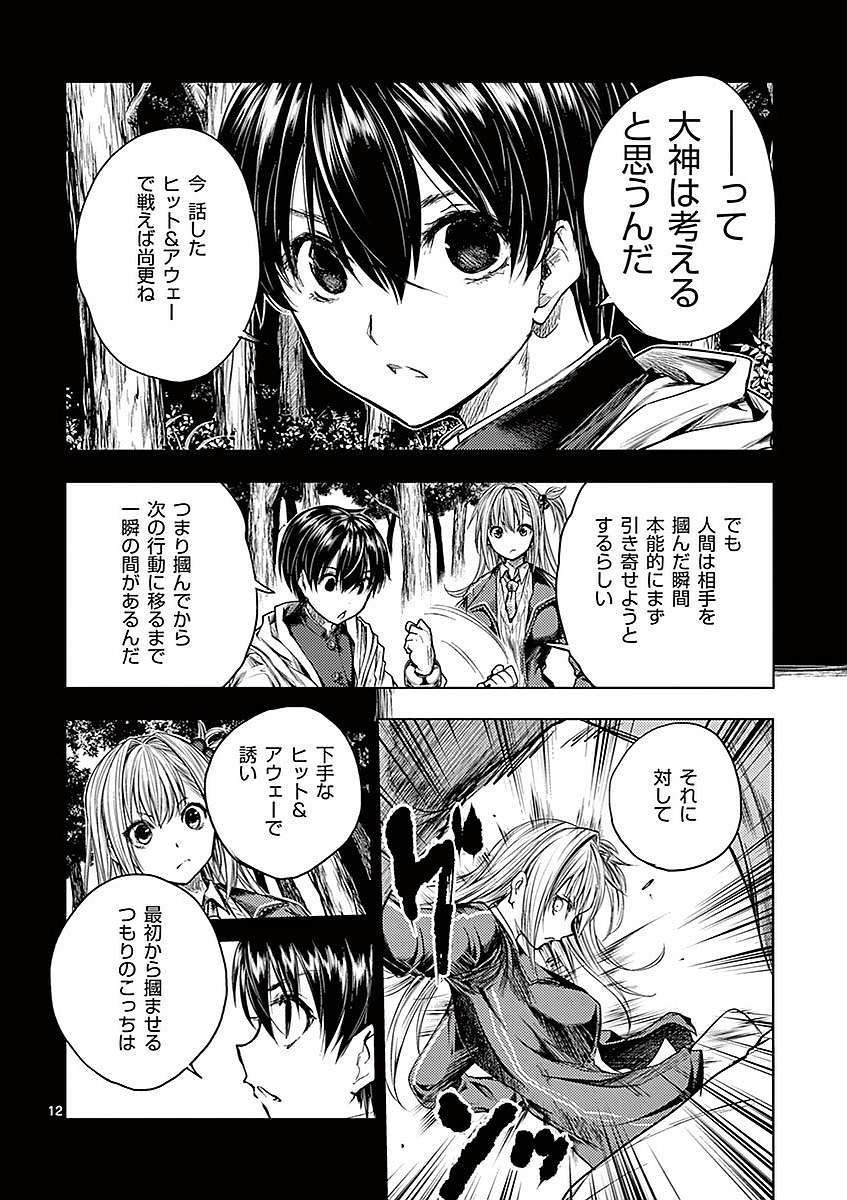 ――って
大神は考える
と思うんだ
今 話した
ヒット&アウェー
で戦えば尚更ね
でも
人間は相手を
掴んだ瞬間
本能的にまず
引き寄せようと
するらしい
つまり掴んでから
次の行動に移るまで
一瞬の間があるんだ
それに
対して
グ
ッ
下手な
ヒット&
アウェーで
誘い
最初から掴ませる
つもりのこっちは
12